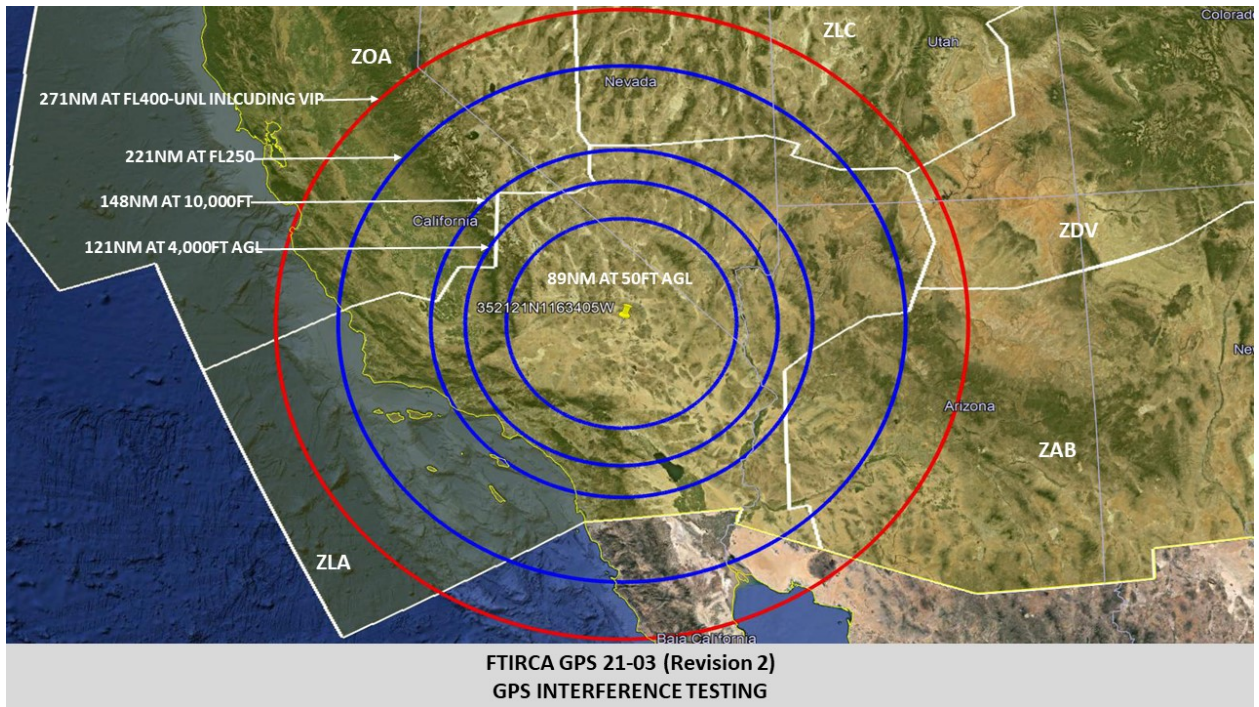 Colorad
ZLC
Utah
ZOA
Nevada
271NM AT FL400-UNL INLCUDING VIP
221NM AT FL250
148NM AT 10,000FT
California
ZDV
121NM AT 4,000FT AGL
89NM AT 50FT AGL
352121N1163405W
Ne
Arizona
ZAB
ZLA
Baja California
FTIRCA GPS 21-03 (Revision 2)
GPS INTERFERENCE TESTING